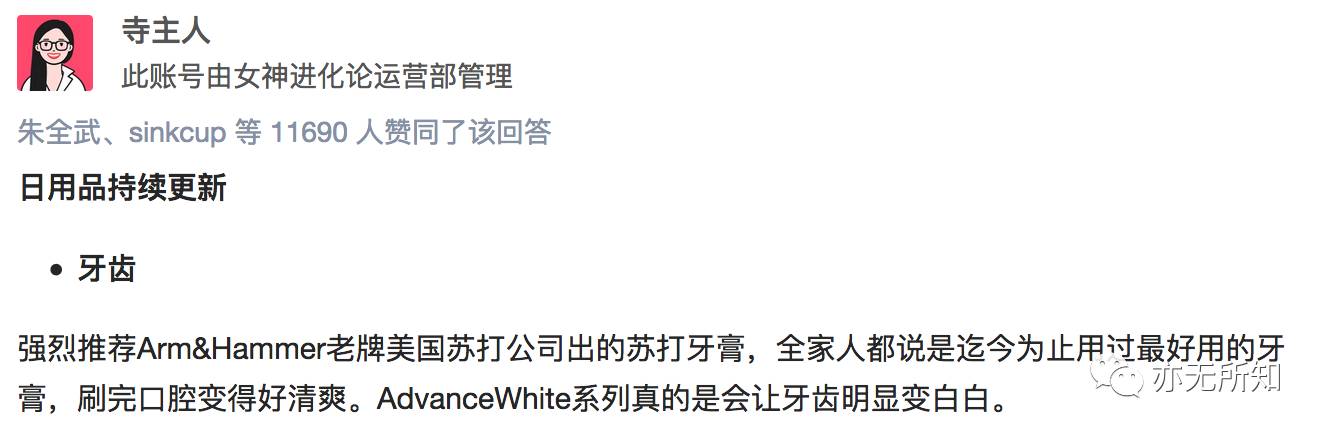 寺主人
此账号由女神进化论运营部管理
朱全武、sinkcup 等 11690 人赞同了该回答
日用品持续更新
• 牙齿
强烈推荐Arm&Hammer老牌美国苏打公司出的苏打牙膏，全家人都说是迄今为止用过最好用的牙
膏，刷完口腔变得好清爽。AdvanceWhite系列真的是会让牙齿明显变白白。
亦无所知